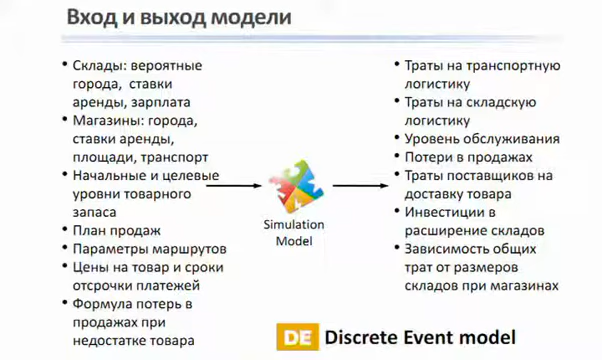 Вход и выход модели
• Склады: вероятные
города, ставки
аренды, зарплата
• Магазины: города,
ставки аренды,
площади, транспорт
• Начальные и целевые
уровни товарного
запаса
• План продаж
• Параметры маршрутов
• Цены на товар и сроки
отсрочки платежей
• Формула потерь в
продажах при
недостатке товара
Simulation
Model
• Траты на транспортную
логистику
• Траты на складскую
логистику
• Уровень обслуживания
• Потери в продажах
• Траты поставщиков на
доставку товара
• Инвестиции в
расширение складов
• Зависимость общих
трат от размеров
складов при магазинах
DE Discrete Event model